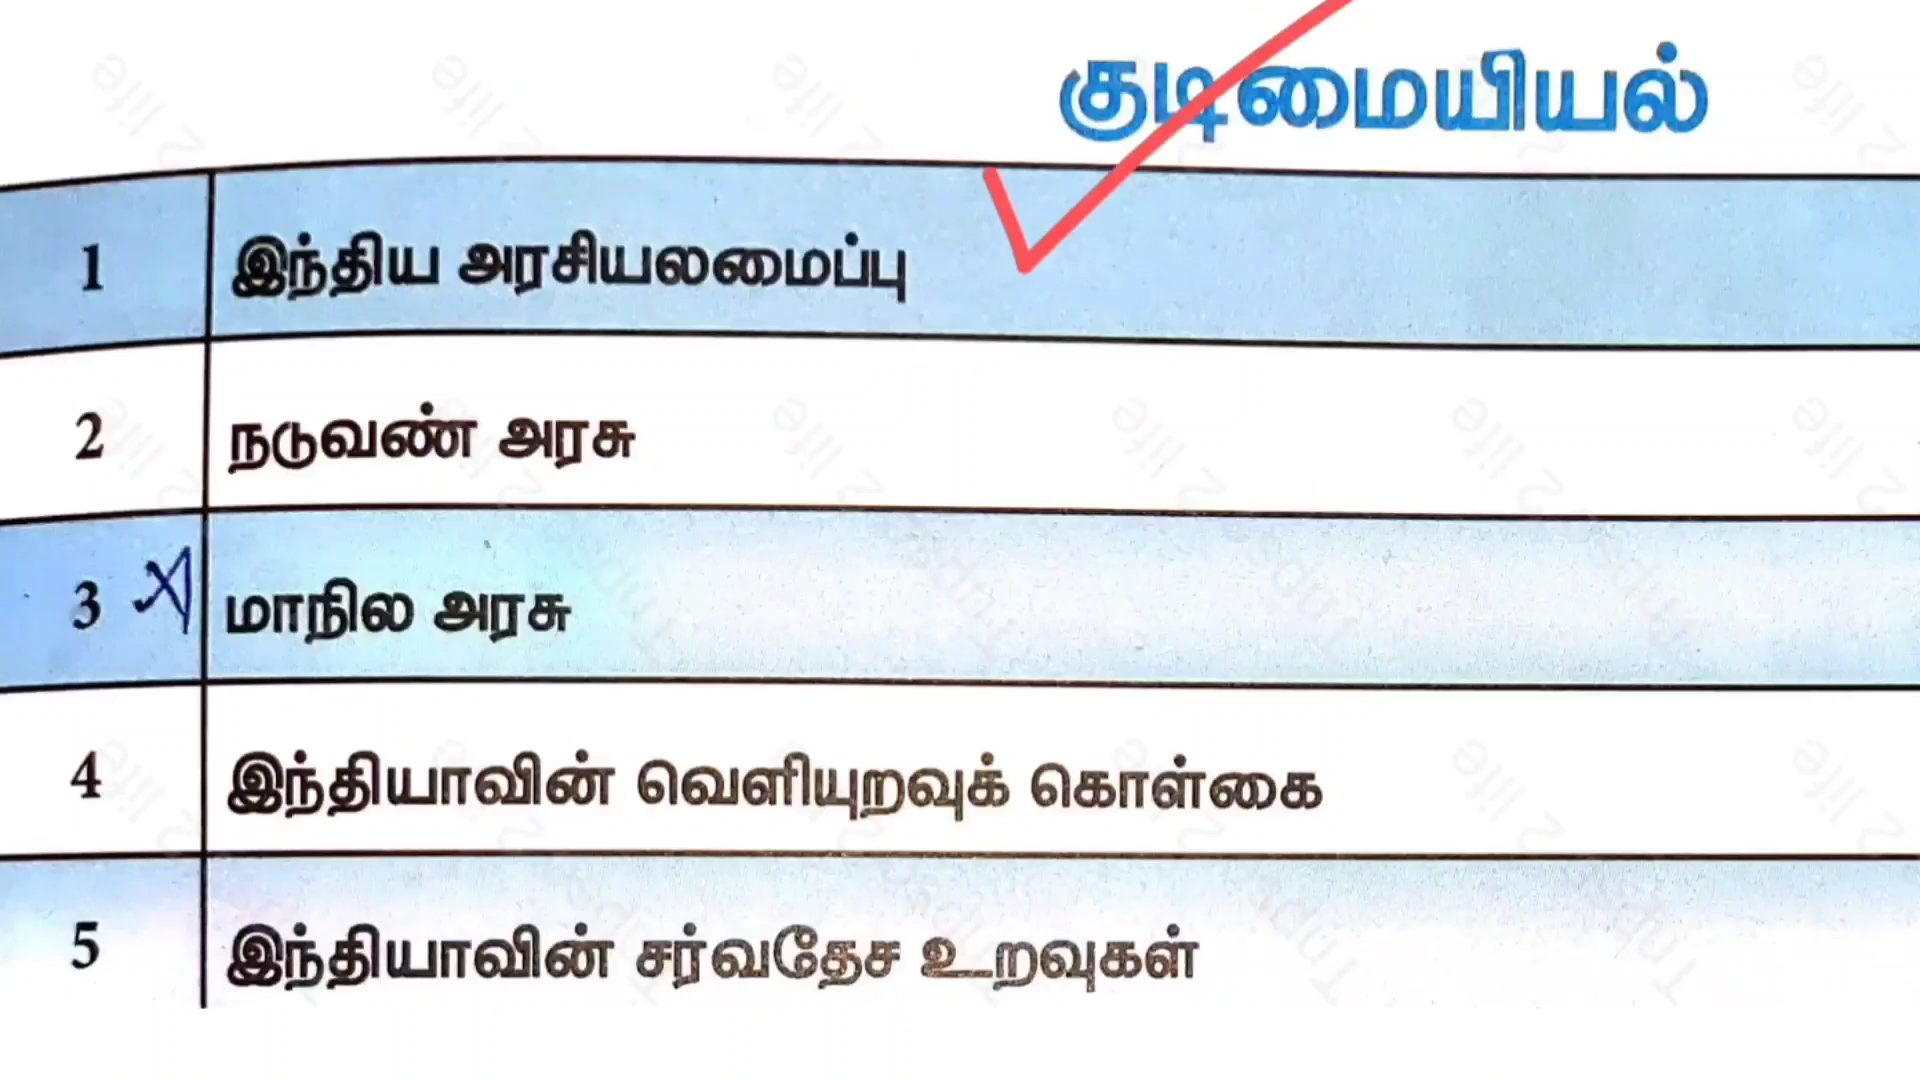 குடிமையியல்
1 இந்திய அரசியலமைப்பு
2 நடுவண் அரசு
3 மாநில அரசு
4 இந்தியாவின் வெளியுறவுக் கொள்கை
5 இந்தியாவின் சர்வதேச உறவுகள்